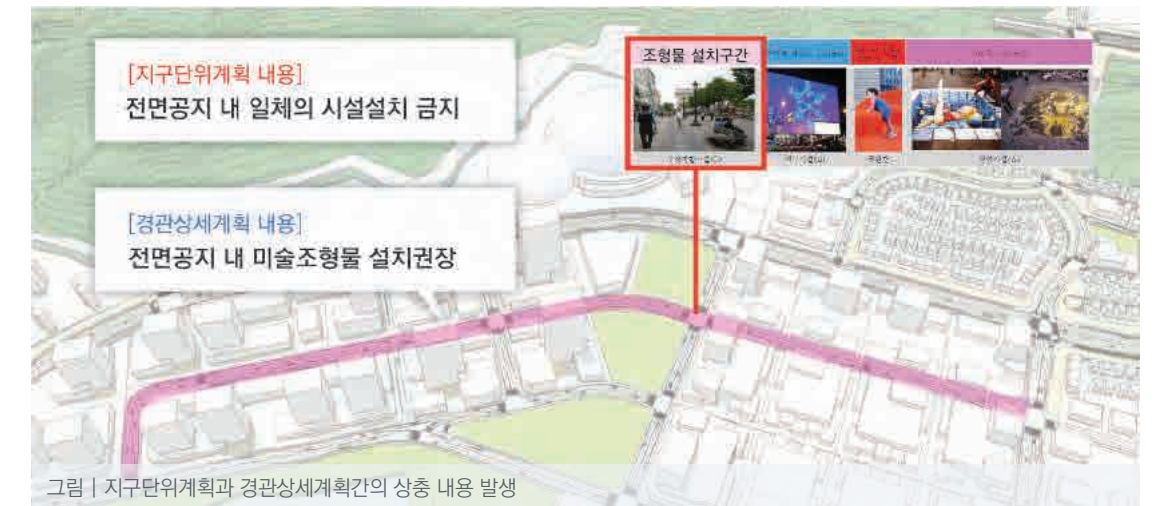 [지구단위계획 내용]
전면공지 내 일체의 시설설치 금지
조형물 설치구간
[경관상세계획 내용]
전면공지 내 미술조형물 설치권장
그림 | 지구단위계획과 경관상세계획간의 상충 내용 발생